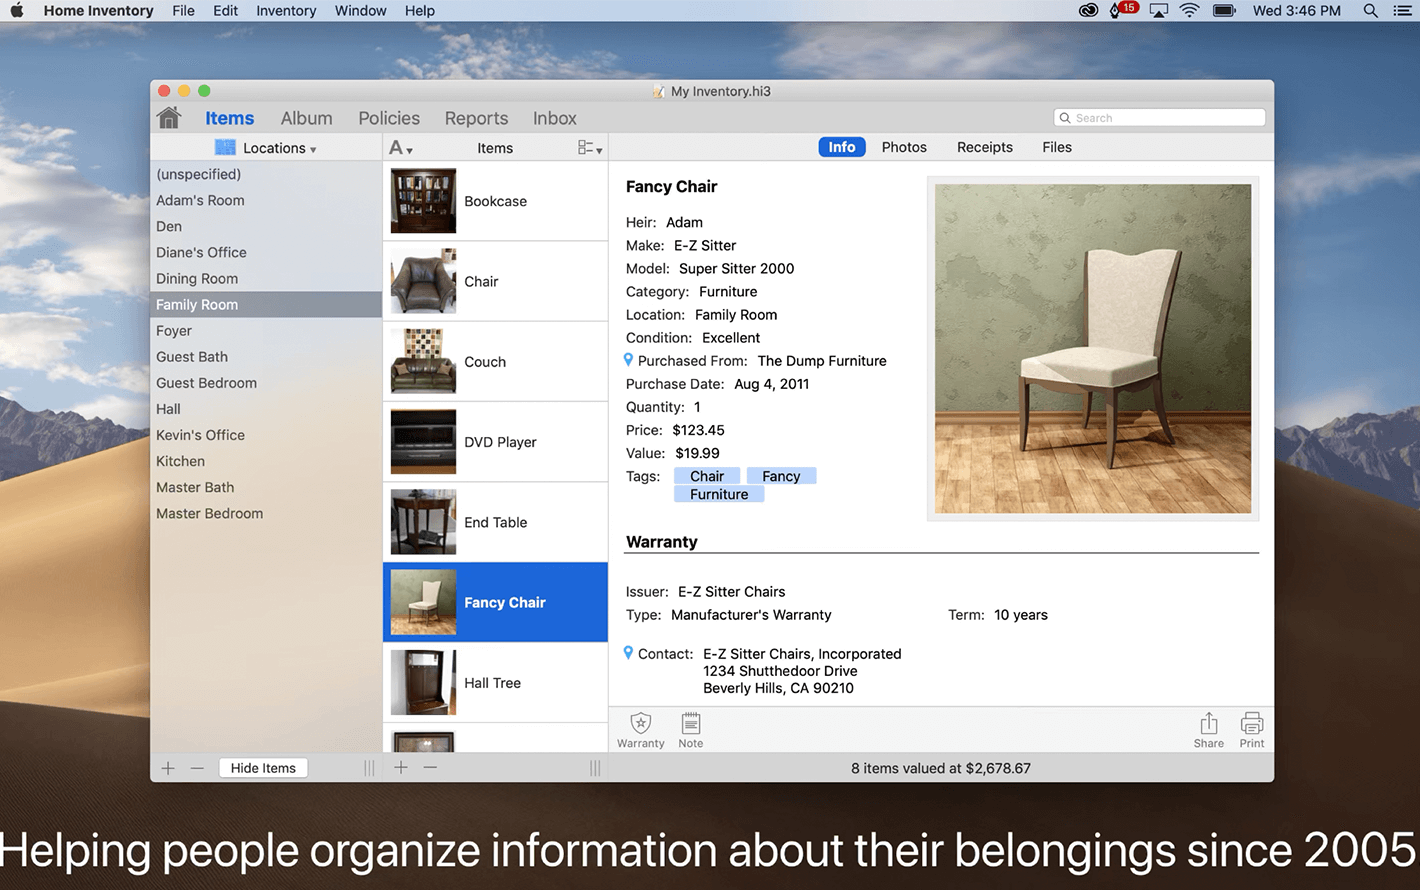 Home Inventory File Edit Inventory Window Help 15 Wed 3:46 PM
My Inventory.hi3
Items Album Policies Reports Inbox Search
Locations
(unspecified)
Adam's Room
Den
Diane's Office
Dining Room
Family Room
Foyer
Guest Bath
Guest Bedroom
Hall
Kevin's Office
Kitchen
Master Bath
Master Bedroom
Hide Items
A Items
Bookcase
Chair
Couch
DVD Player
End Table
Fancy Chair
Hall Tree
Info Photos Receipts Files
Fancy Chair
Heir: Adam
Make: E-Z Sitter
Model: Super Sitter 2000
Category: Furniture
Location: Family Room
Condition: Excellent
Purchased From: The Dump Furniture
Purchase Date: Aug 4, 2011
Quantity: 1
Price: $123.45
Value: $19.99
Tags: Chair Fancy
Furniture
Warranty
Issuer: E-Z Sitter Chairs
Type: Manufacturer's Warranty Term: 10 years
Contact: E-Z Sitter Chairs, Incorporated
1234 Shutthedoor Drive
Beverly Hills, CA 90210
Warranty Note Share Print
8 items valued at $2,678.67
Helping people organize information about their belongings since 2005